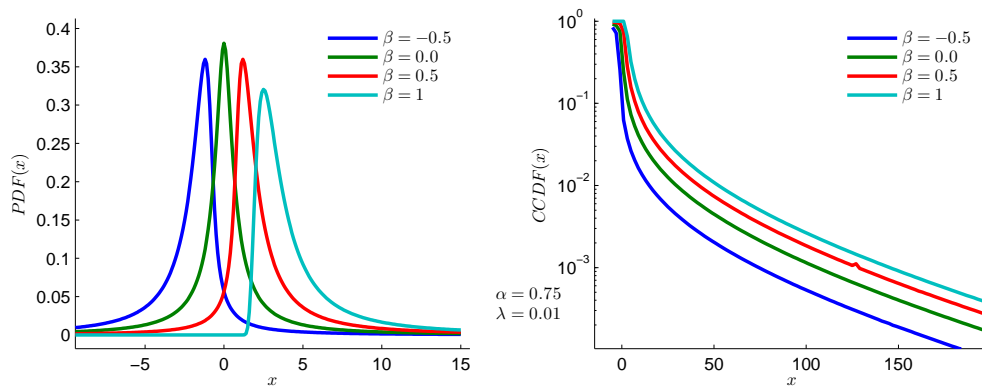 0.4
0.35
0.3
0.25
0.2
0.15
0.1
0.05
0
PDF(x)
−5 0 5 10 15
x
β = −0.5
β = 0.0
β = 0.5
β = 1
10^0
10^−1
10^−2
10^−3
CCDF(x)
0 50 100 150
x
β = −0.5
β = 0.0
β = 0.5
β = 1
α = 0.75
λ = 0.01